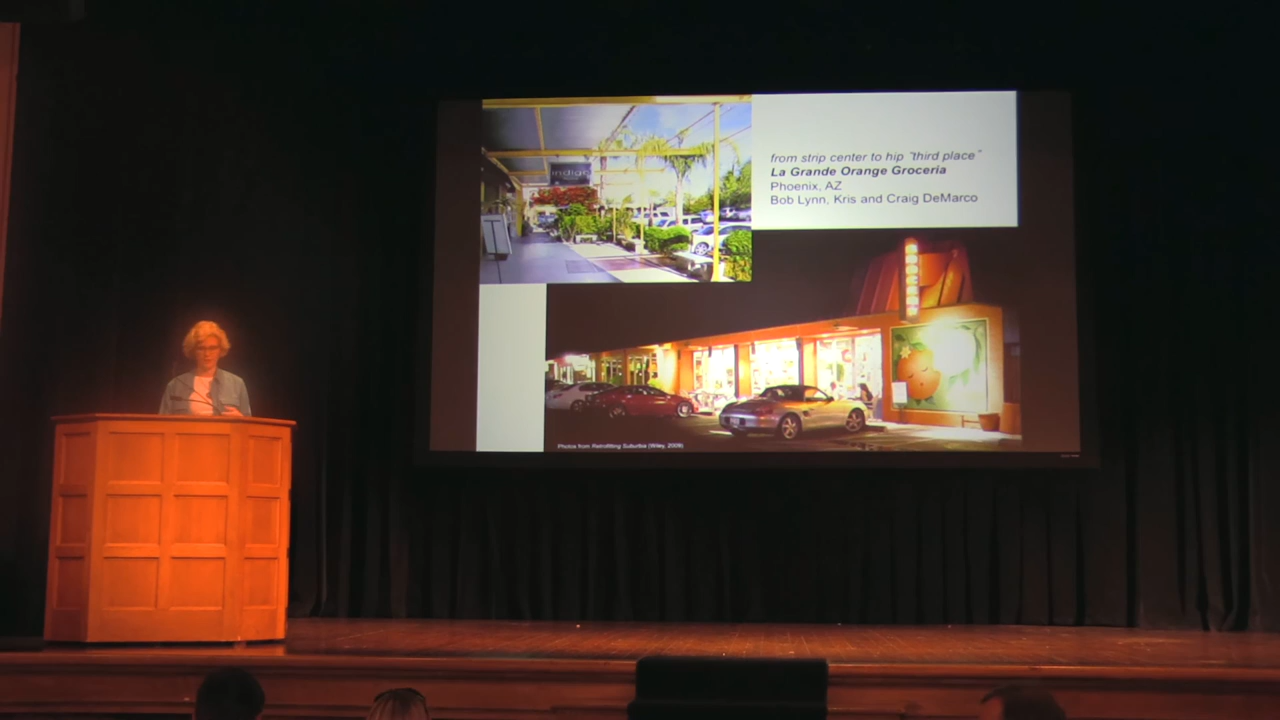 indigo
from strip center to hip "third place"
La Grande Orange Groceria
Phoenix, AZ
Bob Lynn, Kris and Craig DeMarco
Photos from Retrofitting Suburbia (Wiley, 2009)